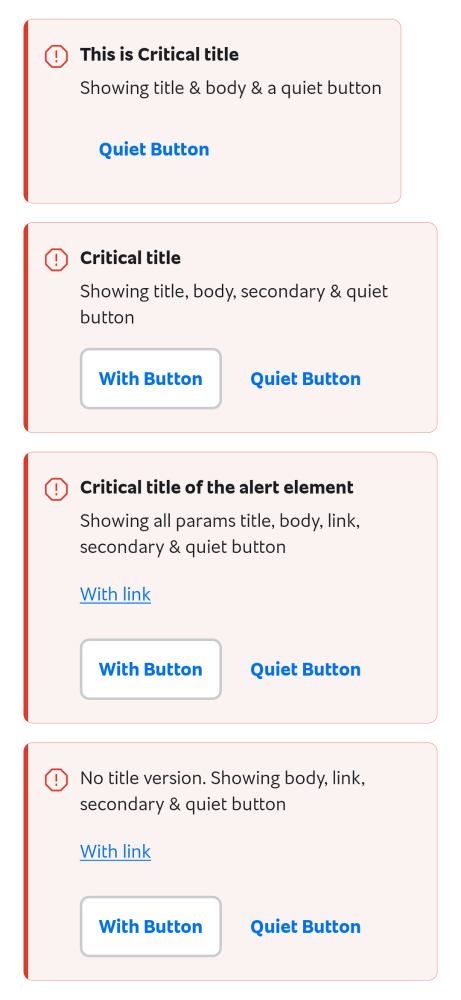 This is Critical title
Showing title & body & a quiet button
Quiet Button
Critical title
Showing title, body, secondary & quiet
button
With Button Quiet Button
Critical title of the alert element
Showing all params title, body, link,
secondary & quiet button
With link
With Button Quiet Button
No title version. Showing body, link,
secondary & quiet button
With link
With Button Quiet Button